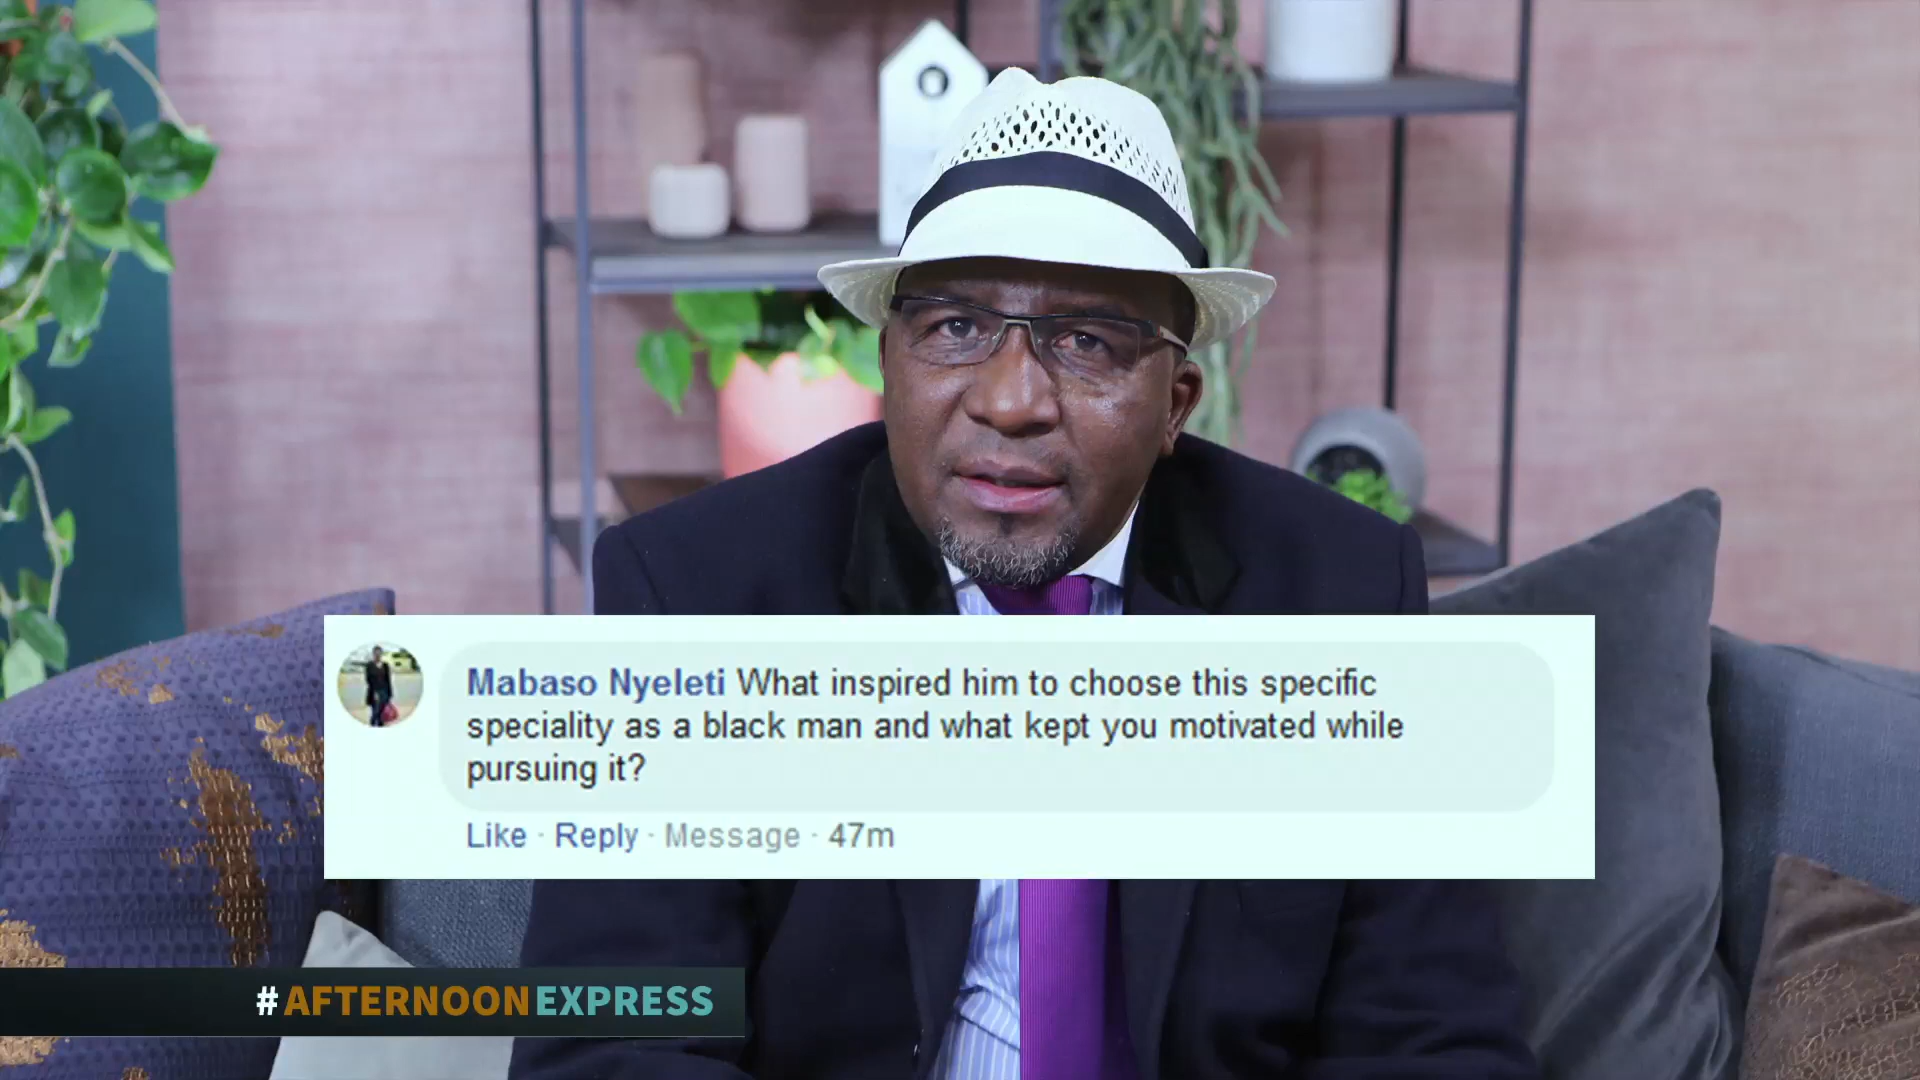 Mabaso Nyeleti What inspired him to choose this specific
speciality as a black man and what kept you motivated while
pursuing it?
Like · Reply · Message · 47m
#AFTERNOONEXPRESS